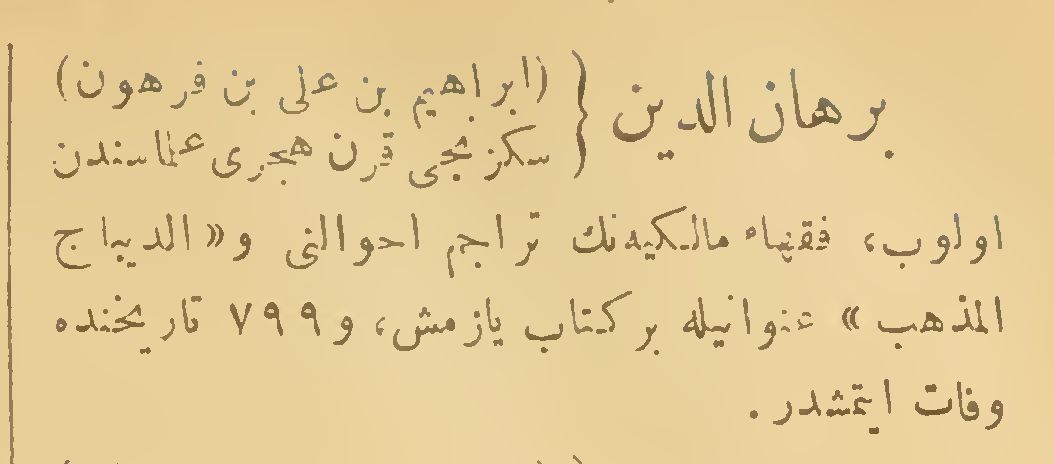 برهان الدين { (ابراهيم بن على بن فرهون)
سكزنجى قرن هجرى علماسندن
اولوب، فقهاء مالكيه‌نك تراجم احوالنى و «الديباج
المذهب» عنوانيله بر كتاب يازمش، و ٧٩٩ تاريخنده
وفات ايتمشدر.